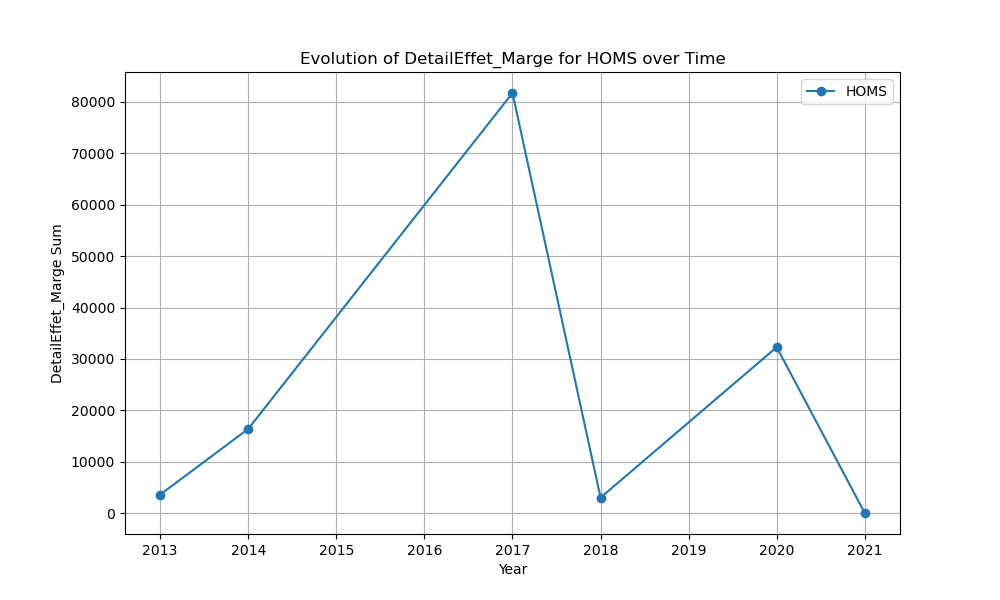 Evolution of DetailEffet_Marge for HOMS over Time
HOMS
80000
70000
60000
50000
40000
30000
20000
10000
0
DetailEffet_Marge Sum
2013 2014 2015 2016 2017 2018 2019 2020 2021
Year